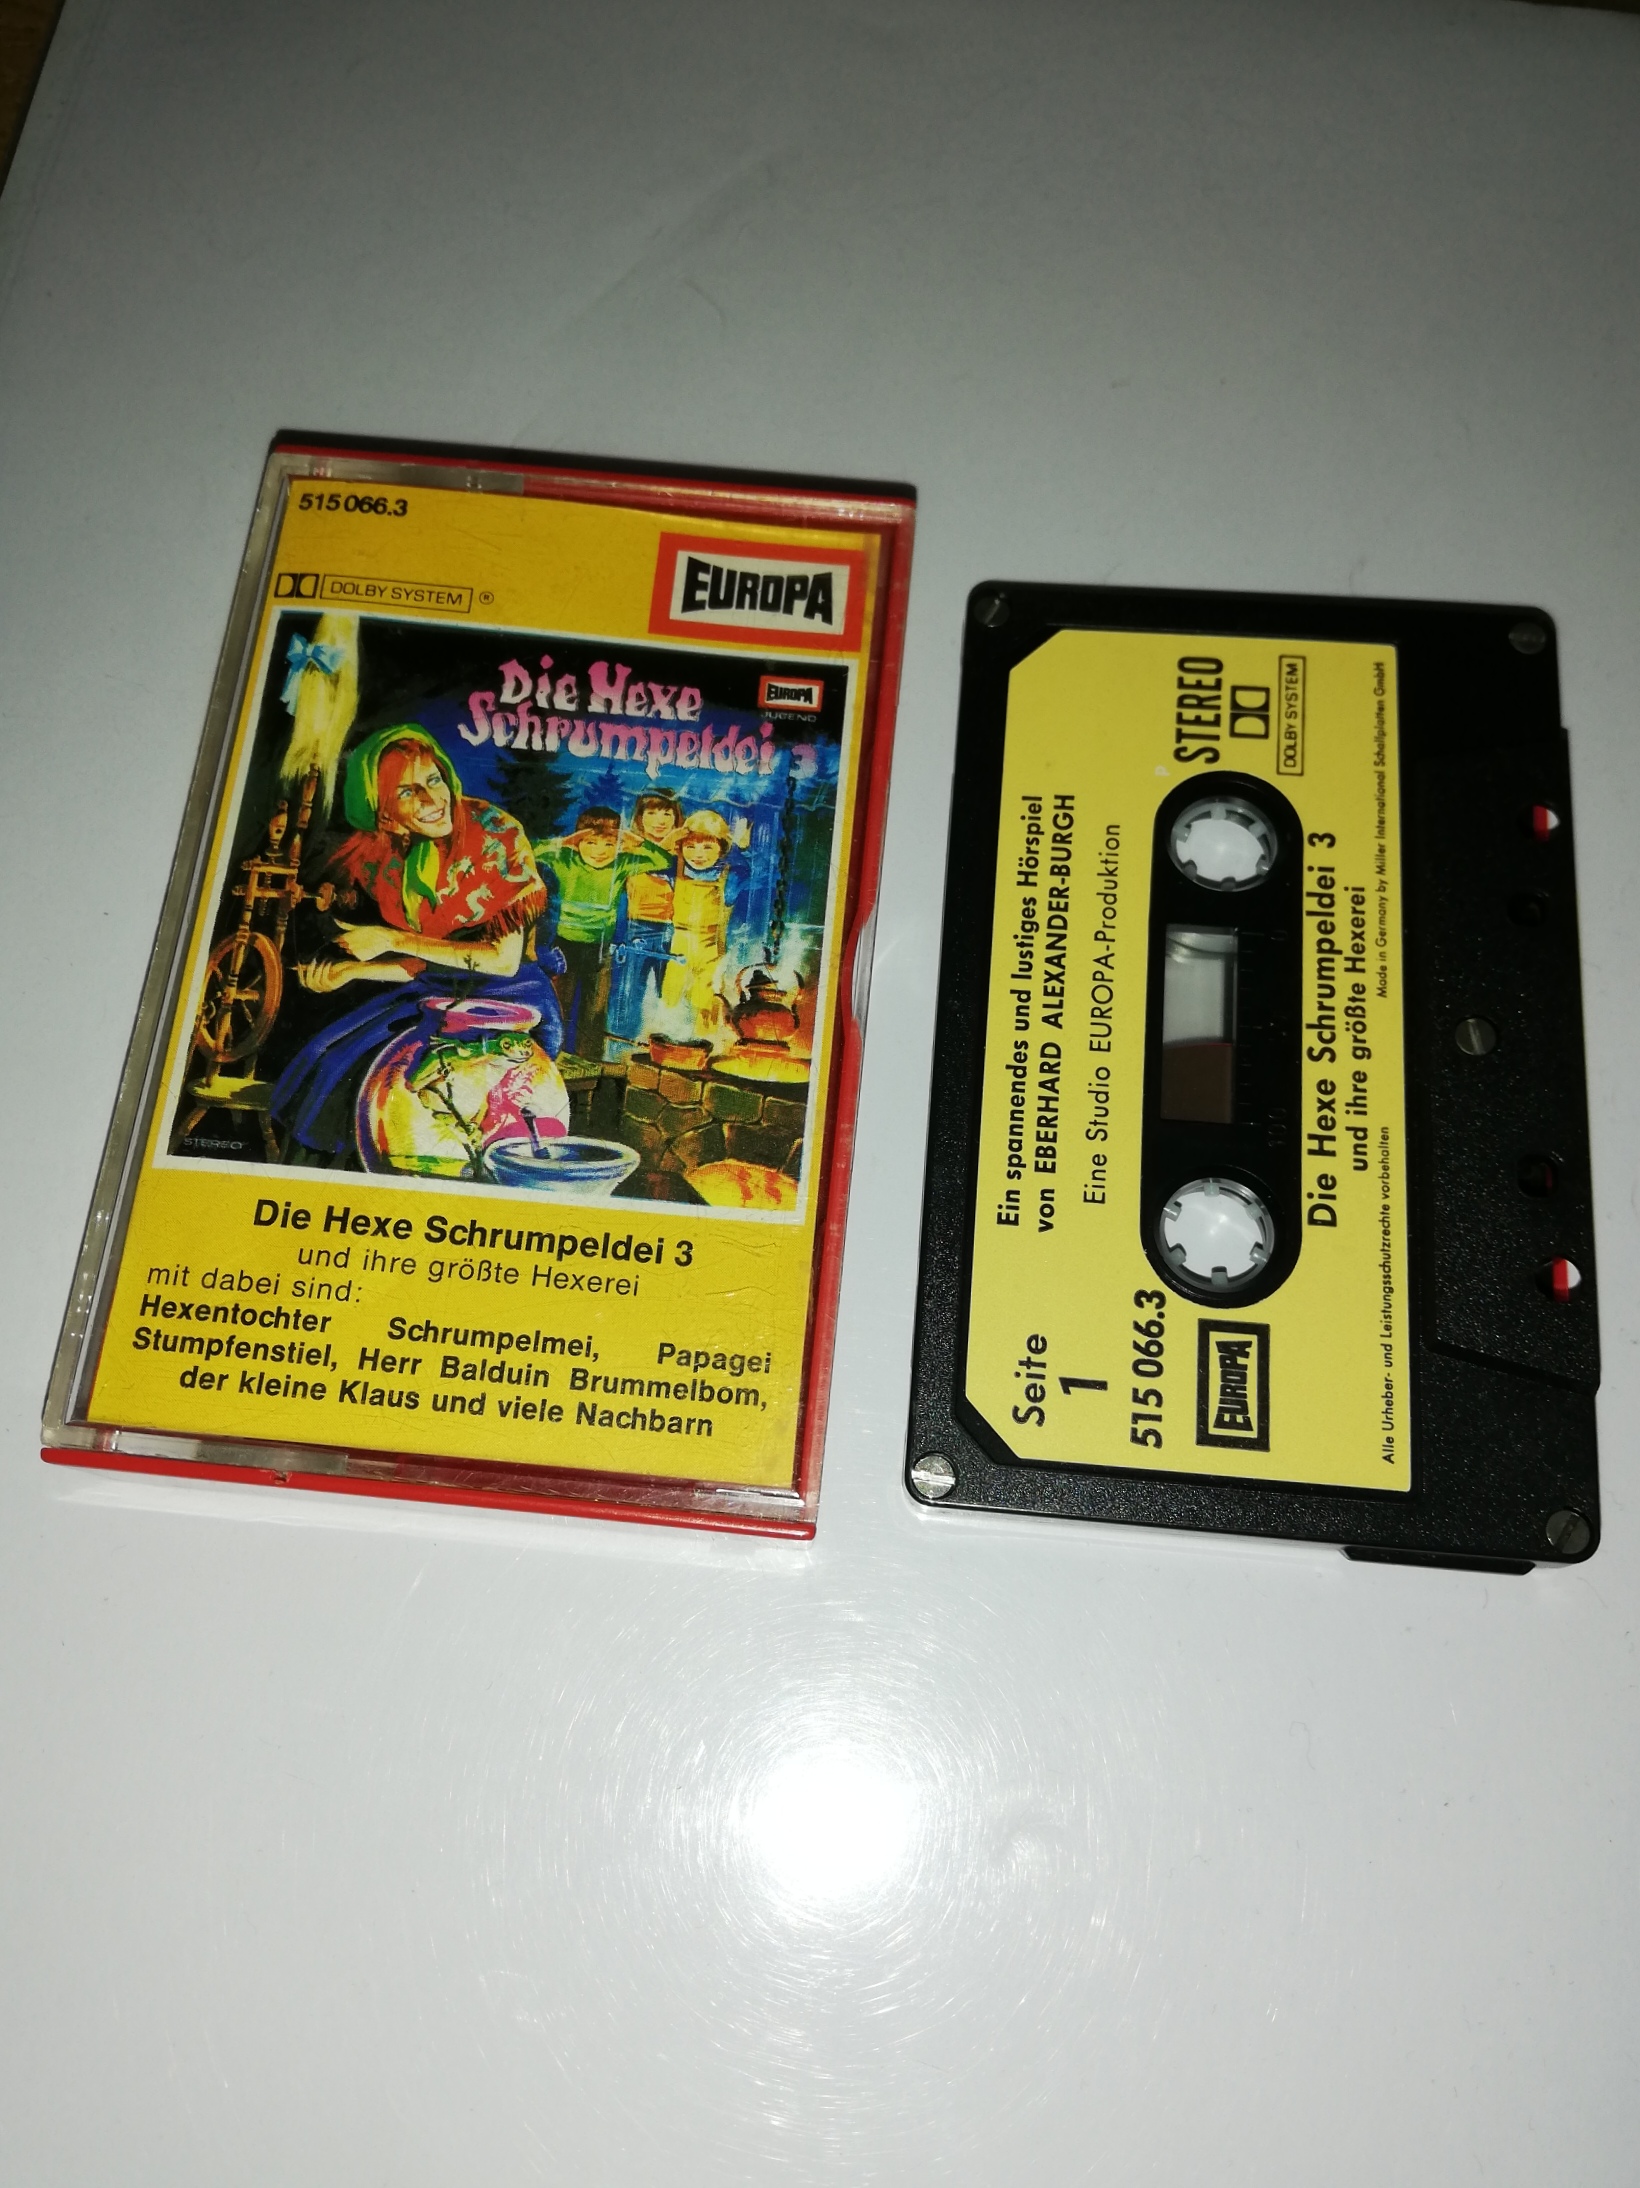 515 066.3
DOLBY SYSTEM ®
EUROPA
Die Hexe
Schrumpeldei 3
EUROPA
JUGEND
STEREO
Die Hexe Schrumpeldei 3
und ihre größte Hexerei
mit dabei sind:
Hexentochter Schrumpelmei, Papagei
Stumpfenstiel, Herr Balduin Brummelbom,
der kleine Klaus und viele Nachbarn
Ein spannendes und lustiges Hörspiel
von EBERHARD ALEXANDER-BURGH
Eine Studio EUROPA-Produktion
Seite
1
515 066.3
EUROPA
STEREO
DOLBY SYSTEM
100
Die Hexe Schrumpeldei 3
und ihre größte Hexerei
Made in Germany by Miller International Schallplatten GmbH
Alle Urheber- und Leistungsschutzrechte vorbehalten